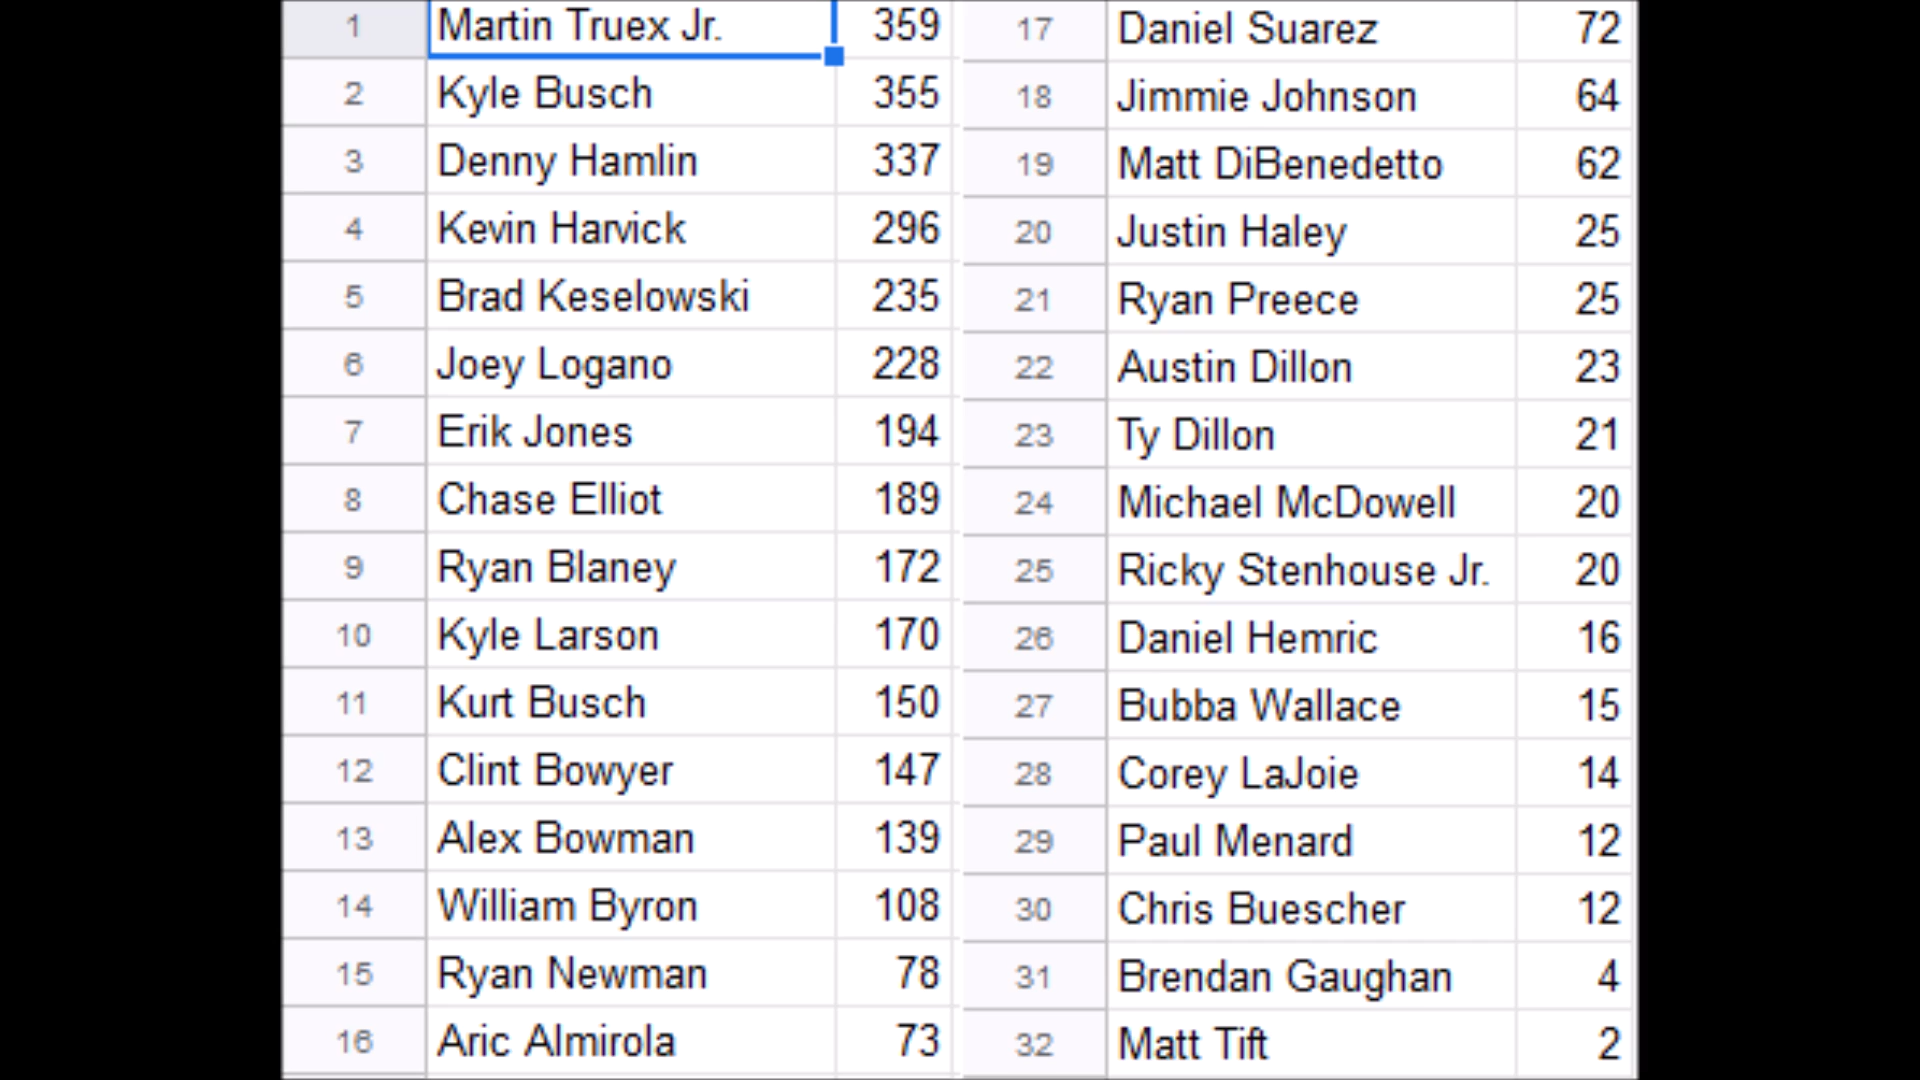 1 Martin Truex Jr. 359
2 Kyle Busch 355
3 Denny Hamlin 337
4 Kevin Harvick 296
5 Brad Keselowski 235
6 Joey Logano 228
7 Erik Jones 194
8 Chase Elliot 189
9 Ryan Blaney 172
10 Kyle Larson 170
11 Kurt Busch 150
12 Clint Bowyer 147
13 Alex Bowman 139
14 William Byron 108
15 Ryan Newman 78
16 Aric Almirola 73
17 Daniel Suarez 72
18 Jimmie Johnson 64
19 Matt DiBenedetto 62
20 Justin Haley 25
21 Ryan Preece 25
22 Austin Dillon 23
23 Ty Dillon 21
24 Michael McDowell 20
25 Ricky Stenhouse Jr. 20
26 Daniel Hemric 16
27 Bubba Wallace 15
28 Corey LaJoie 14
29 Paul Menard 12
30 Chris Buescher 12
31 Brendan Gaughan 4
32 Matt Tift 2